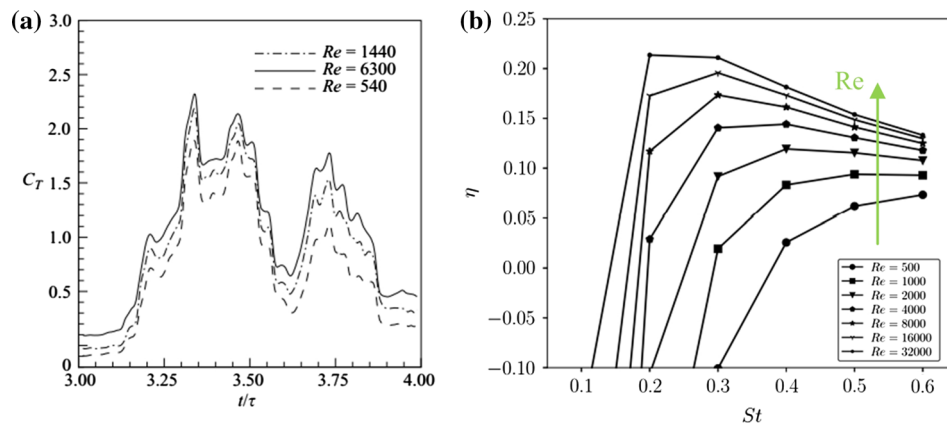 (a)
3.0
2.5
2.0
1.5
1.0
0.5
0
C_T
Re = 1440
Re = 6300
Re = 540
3.00
3.25
3.50
3.75
4.00
t/τ
(b)
0.25
0.20
0.15
0.10
0.05
0.00
−0.05
−0.10
η
Re
Re = 500
Re = 1000
Re = 2000
Re = 4000
Re = 8000
Re = 16000
Re = 32000
0.1
0.2
0.3
0.4
0.5
0.6
St